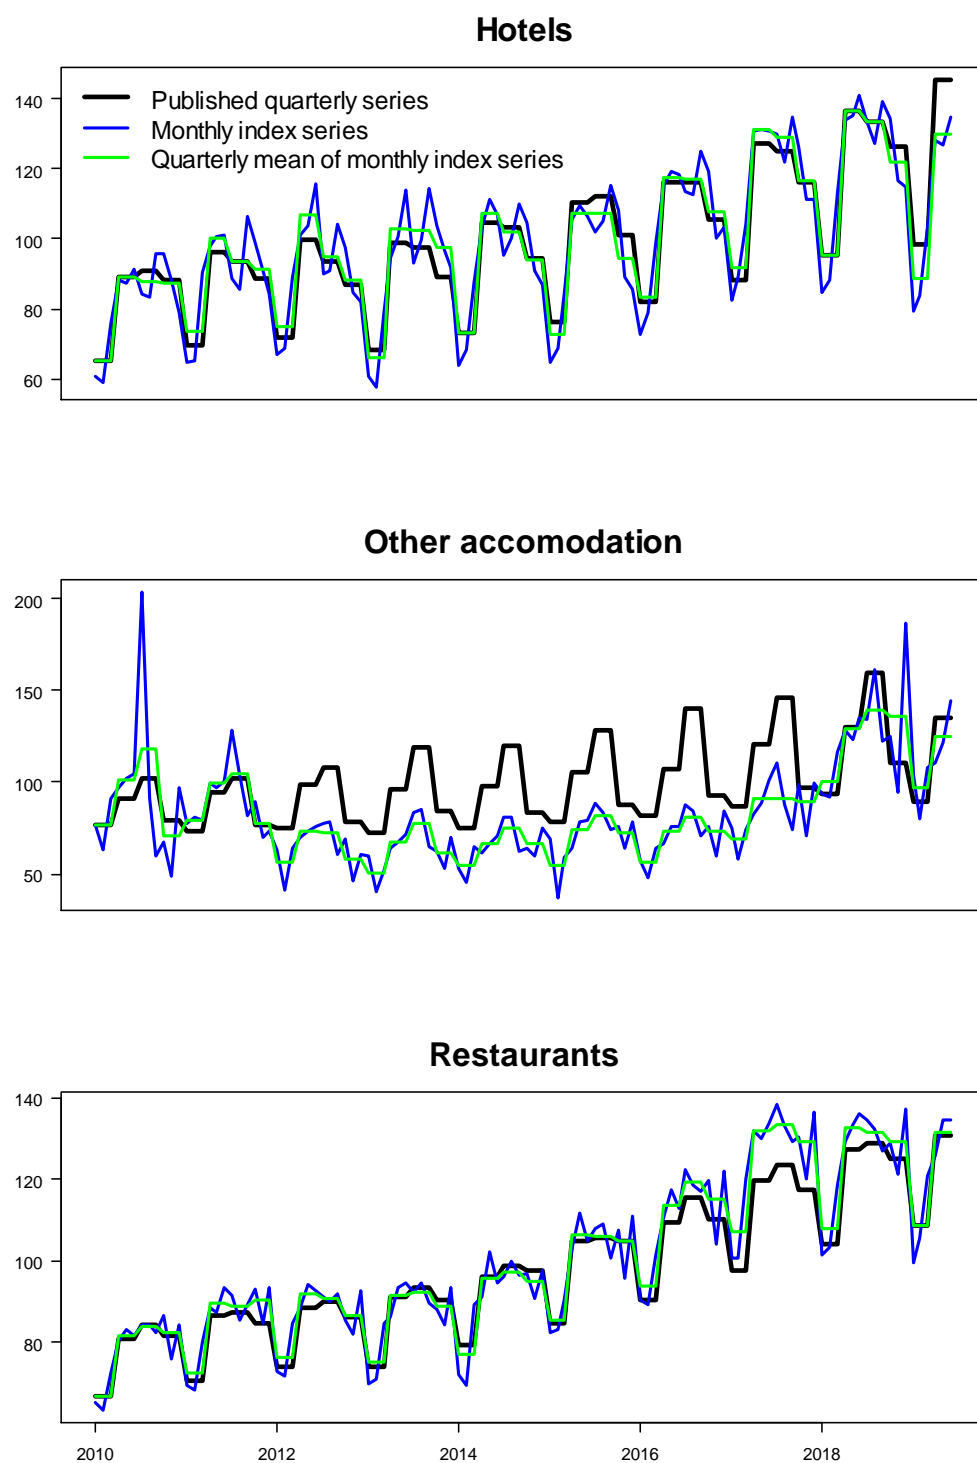 Hotels
140
120
100
80
60
Published quarterly series
Monthly index series
Quarterly mean of monthly index series
Other accomodation
200
150
100
50
Restaurants
140
120
100
80
2010 2012 2014 2016 2018